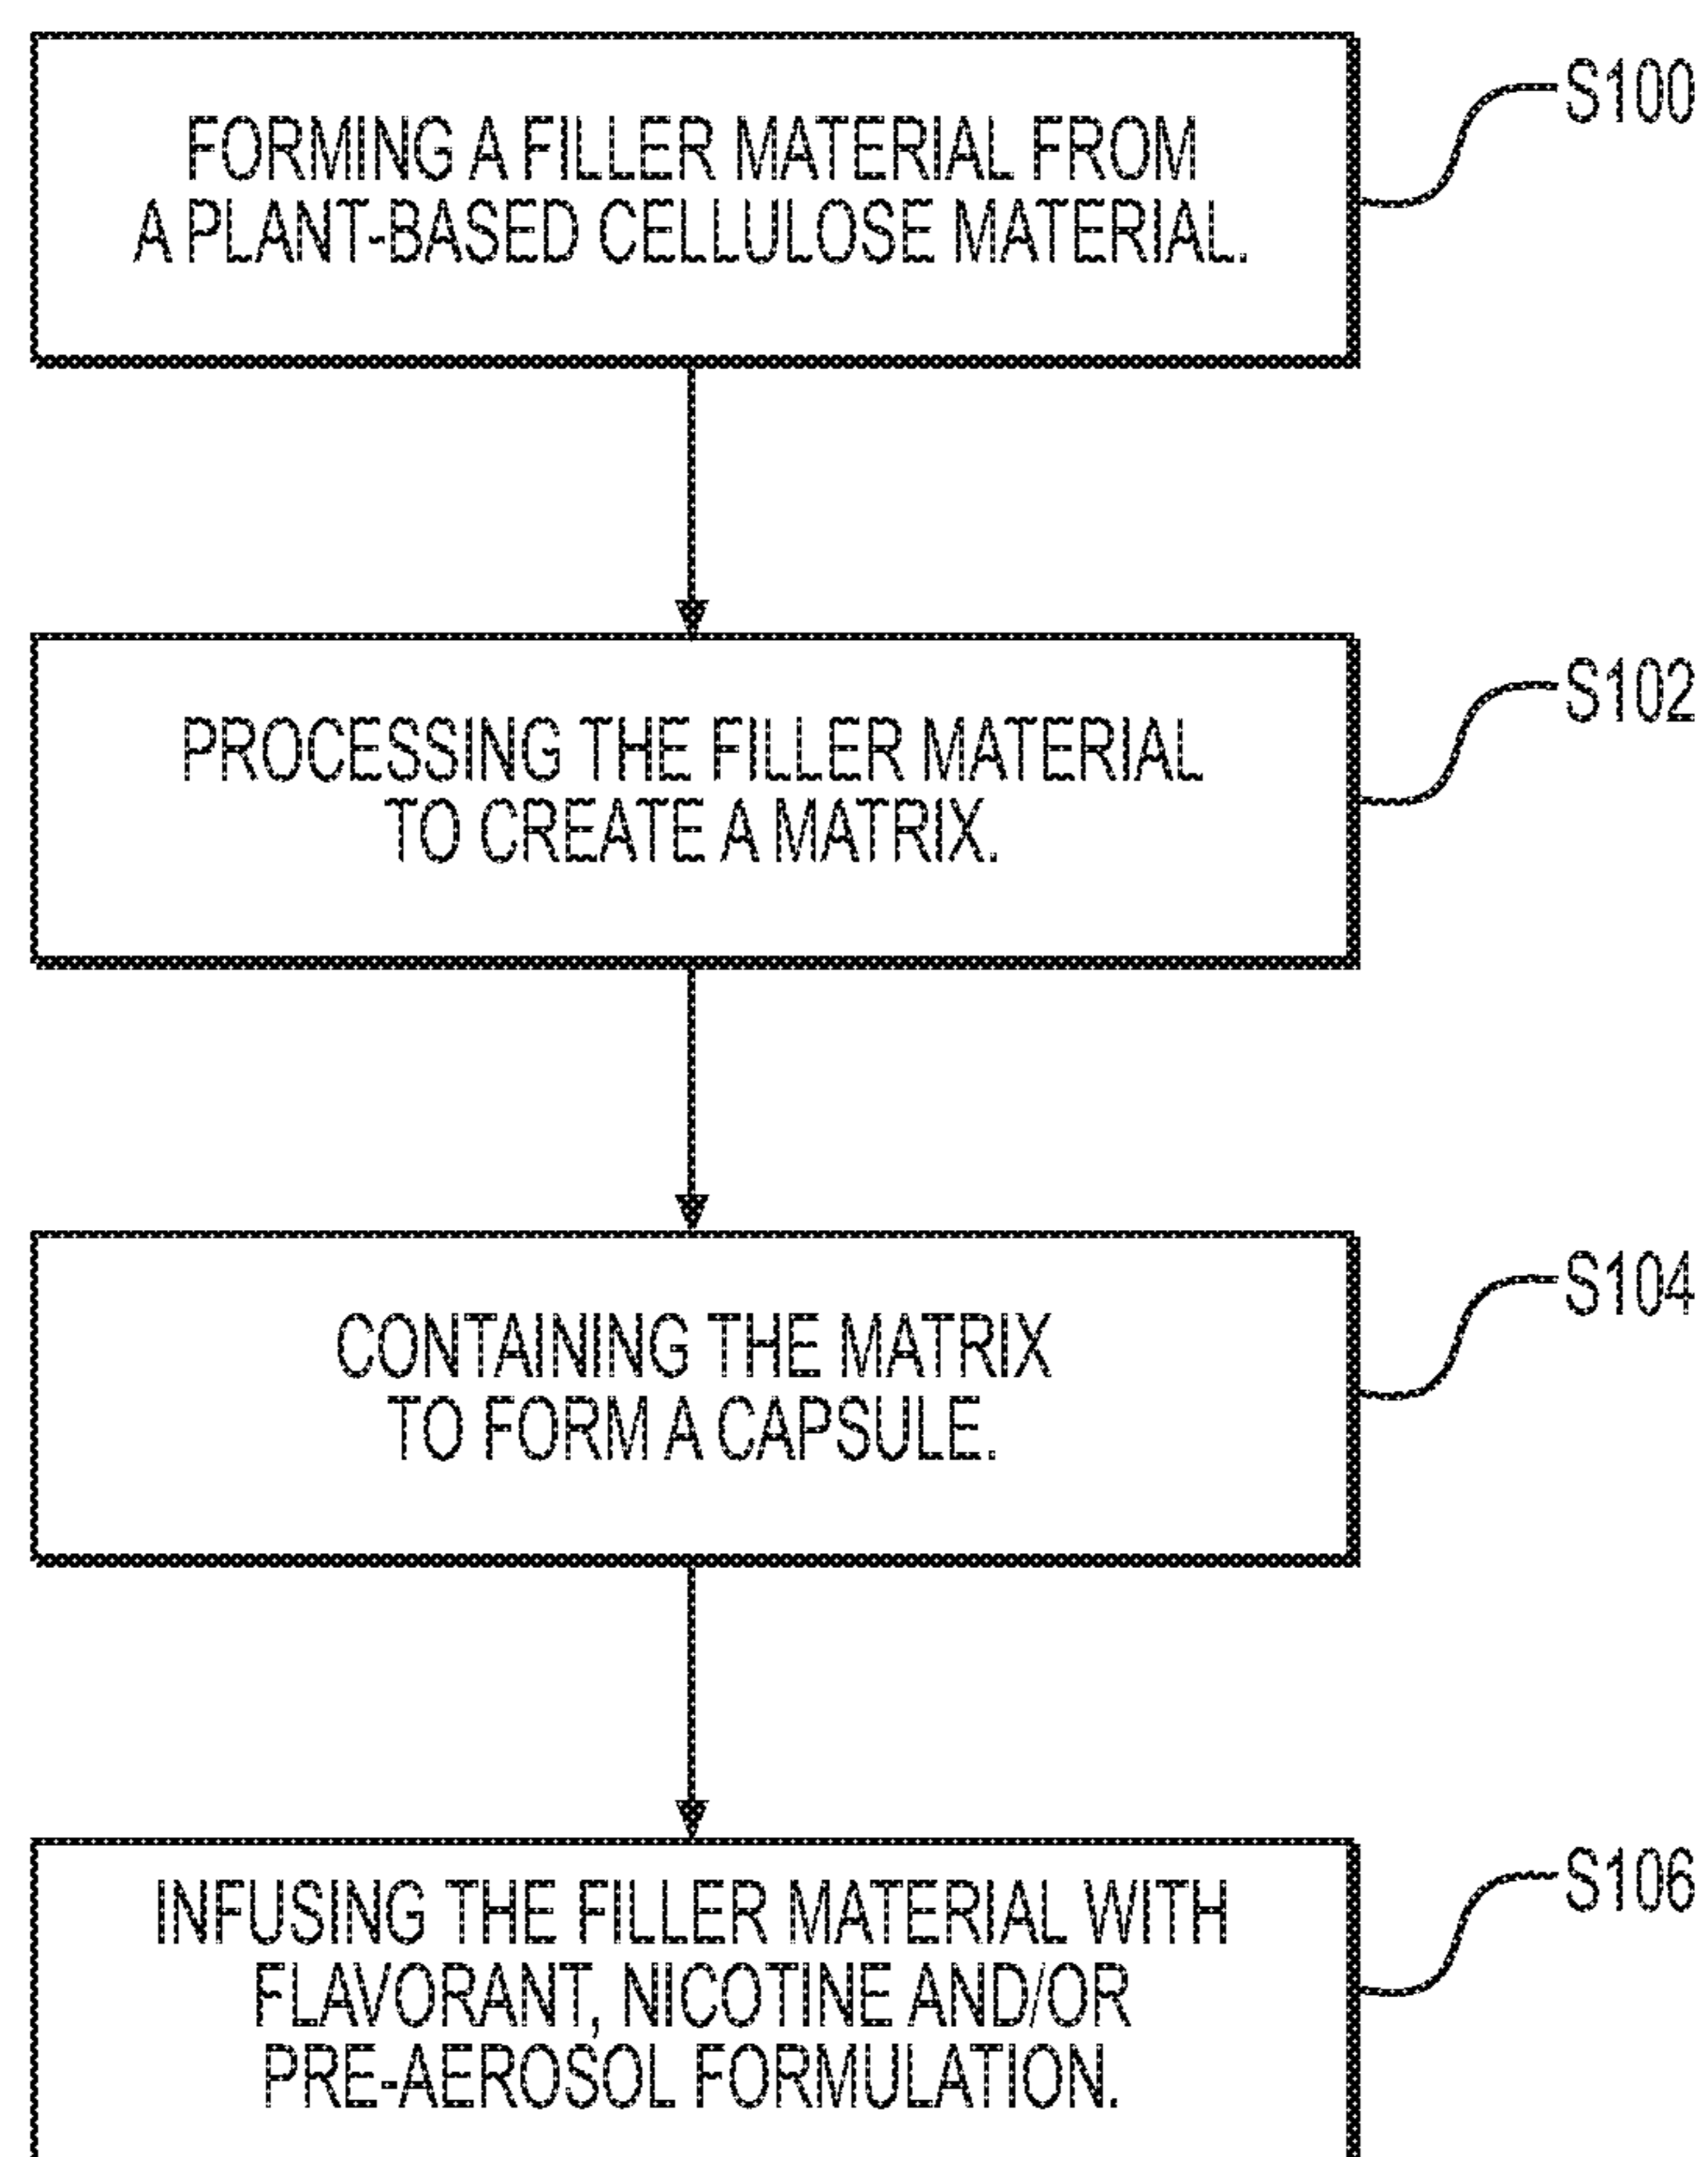 FORMING A FILLER MATERIAL FROM
A PLANT-BASED CELLULOSE MATERIAL.
S100
PROCESSING THE FILLER MATERIAL
TO CREATE A MATRIX.
S102
CONTAINING THE MATRIX
TO FORM A CAPSULE.
S104
INFUSING THE FILLER MATERIAL WITH
FLAVORANT, NICOTINE AND/OR
PRE-AEROSOL FORMULATION.
S106